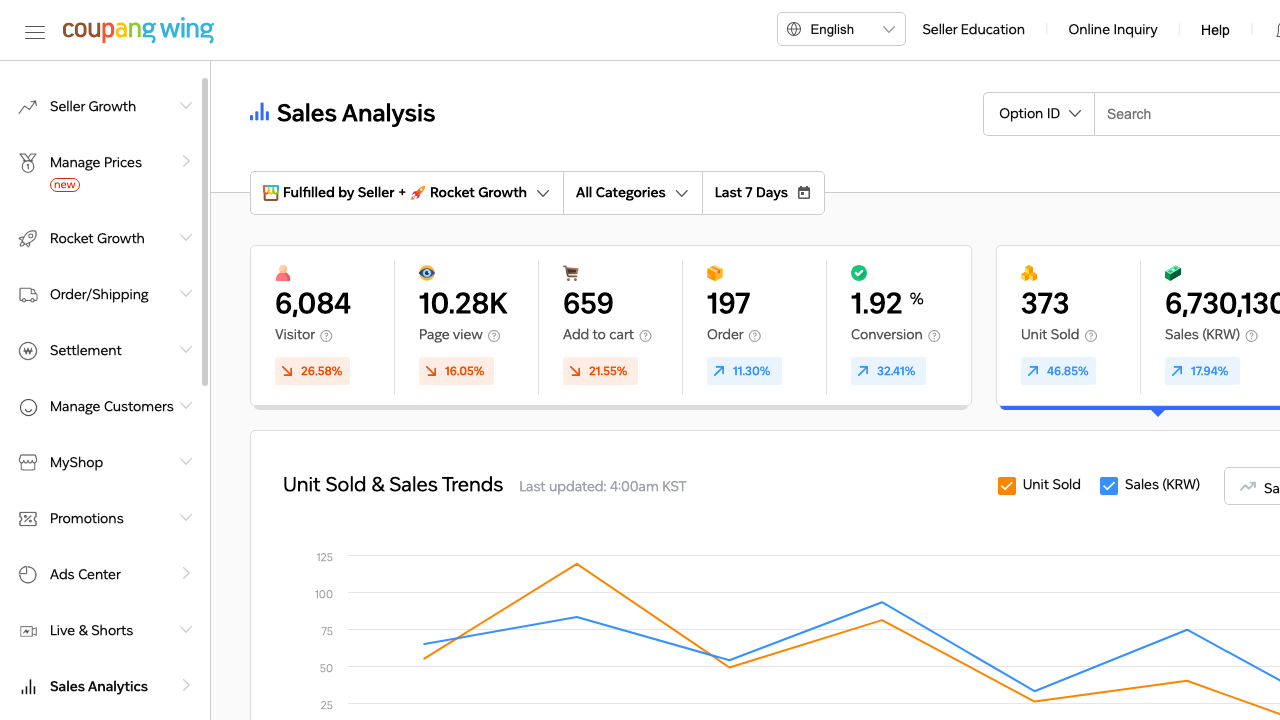 coupang wing
English
Seller Education
Online Inquiry
Help
Seller Growth
Manage Prices
new
Rocket Growth
Order/Shipping
Settlement
Manage Customers
MyShop
Promotions
Ads Center
Live & Shorts
Sales Analytics
Sales Analysis
Option ID
Search
Fulfilled by Seller + 🚀 Rocket Growth
All Categories
Last 7 Days
6,084
Visitor
26.58%
10.28K
Page view
16.05%
659
Add to cart
21.55%
197
Order
11.30%
1.92 %
Conversion
32.41%
373
Unit Sold
46.85%
6,730,130
Sales (KRW)
17.94%
Unit Sold & Sales Trends
Last updated: 4:00am KST
Unit Sold
Sales (KRW)
Sa
125
100
75
50
25